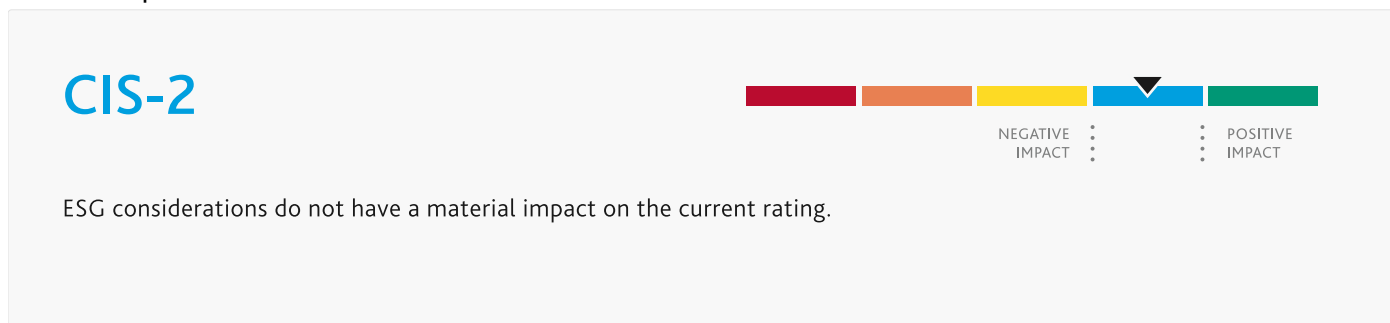 CIS-2
NEGATIVE
IMPACT
POSITIVE
IMPACT
ESG considerations do not have a material impact on the current rating.